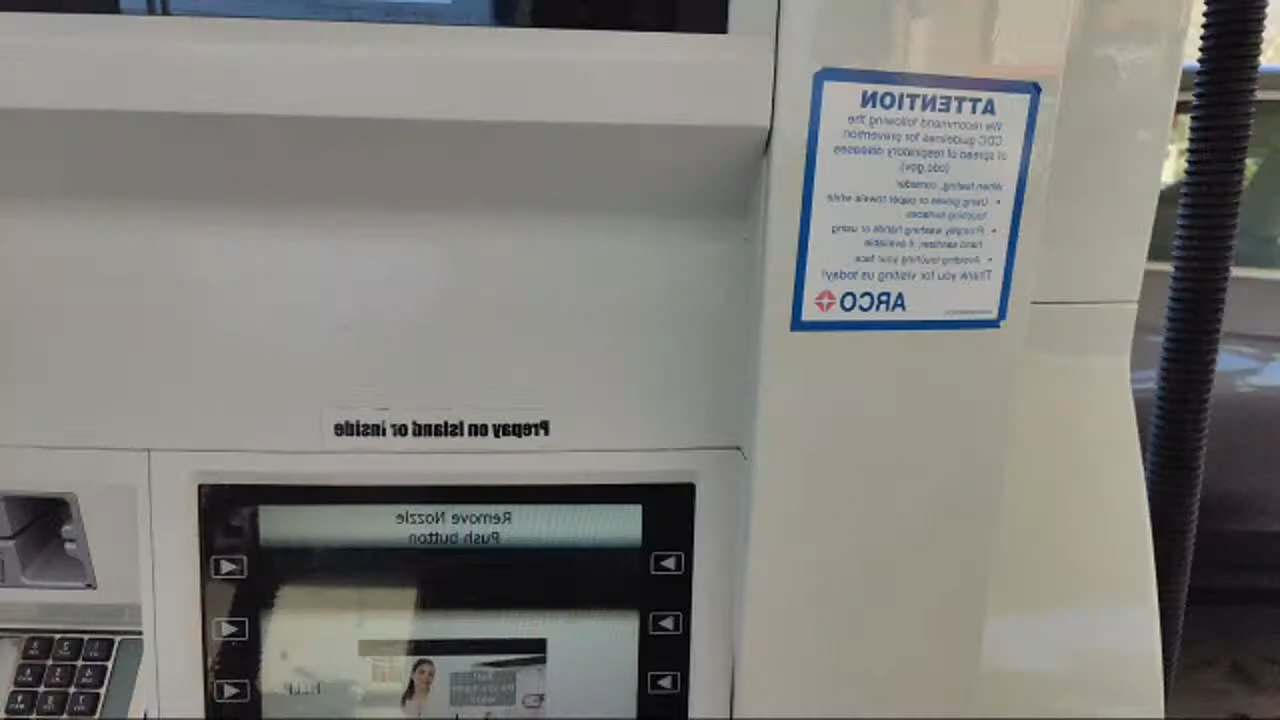 ATTENTION
We recommend following the
CDC guidelines for prevention
of spread of respiratory diseases
(cdc.gov)
When fueling, consider:
• Using gloves or paper towels while
touching surfaces
• Promptly washing hands or using
hand sanitizer, if available
• Avoiding touching your face
Thank you for visiting us today!
ARCO
Prepay on Island or inside
Remove Nozzle
Push button
HELP